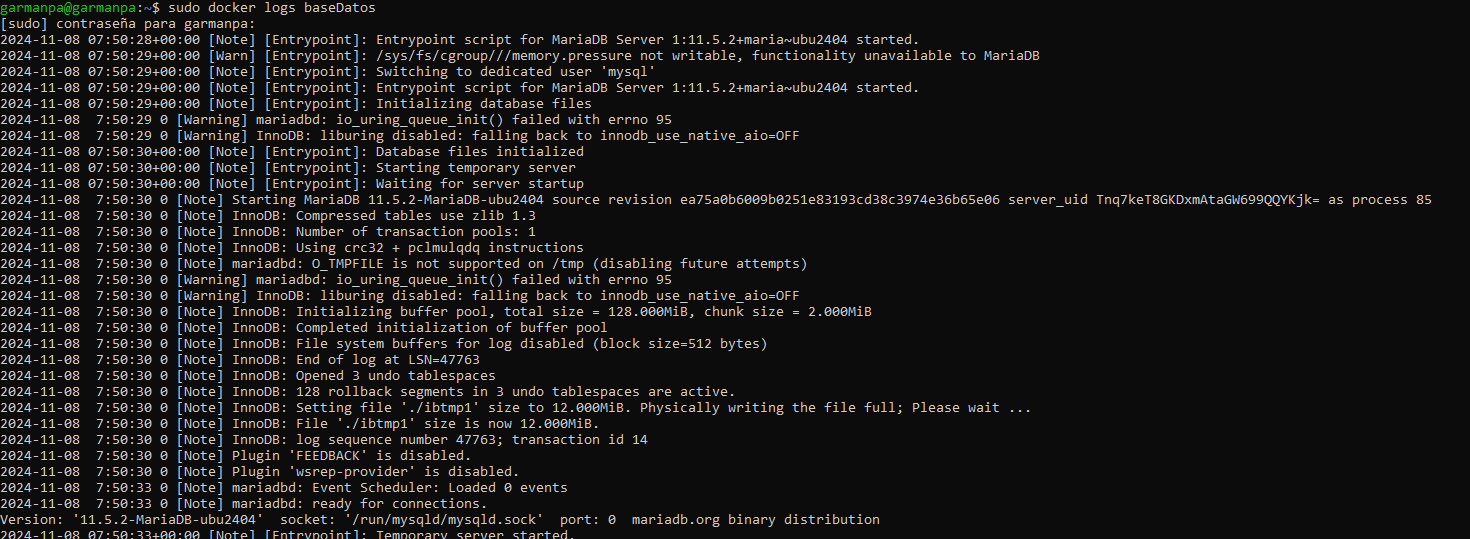 garmanpa@garmanpa:~$ sudo docker logs baseDatos
[sudo] contraseña para garmanpa:
2024-11-08 07:50:28+00:00 [Note] [Entrypoint]: Entrypoint script for MariaDB Server 1:11.5.2+maria~ubu2404 started.
2024-11-08 07:50:29+00:00 [Warn] [Entrypoint]: /sys/fs/cgroup///memory.pressure not writable, functionality unavailable to MariaDB
2024-11-08 07:50:29+00:00 [Note] [Entrypoint]: Switching to dedicated user 'mysql'
2024-11-08 07:50:29+00:00 [Note] [Entrypoint]: Entrypoint script for MariaDB Server 1:11.5.2+maria~ubu2404 started.
2024-11-08 07:50:29+00:00 [Note] [Entrypoint]: Initializing database files
2024-11-08  7:50:29 0 [Warning] mariadbd: io_uring_queue_init() failed with errno 95
2024-11-08  7:50:29 0 [Warning] InnoDB: liburing disabled: falling back to innodb_use_native_aio=OFF
2024-11-08 07:50:30+00:00 [Note] [Entrypoint]: Database files initialized
2024-11-08 07:50:30+00:00 [Note] [Entrypoint]: Starting temporary server
2024-11-08 07:50:30+00:00 [Note] [Entrypoint]: Waiting for server startup
2024-11-08  7:50:30 0 [Note] Starting MariaDB 11.5.2-MariaDB-ubu2404 source revision ea75a0b6009b0251e83193cd38c3974e36b65e06 server_uid Tnq7keT8GKDxmAtaGW699QQYKjk= as process 85
2024-11-08  7:50:30 0 [Note] InnoDB: Compressed tables use zlib 1.3
2024-11-08  7:50:30 0 [Note] InnoDB: Number of transaction pools: 1
2024-11-08  7:50:30 0 [Note] InnoDB: Using crc32 + pclmulqdq instructions
2024-11-08  7:50:30 0 [Note] mariadbd: O_TMPFILE is not supported on /tmp (disabling future attempts)
2024-11-08  7:50:30 0 [Warning] mariadbd: io_uring_queue_init() failed with errno 95
2024-11-08  7:50:30 0 [Warning] InnoDB: liburing disabled: falling back to innodb_use_native_aio=OFF
2024-11-08  7:50:30 0 [Note] InnoDB: Initializing buffer pool, total size = 128.000MiB, chunk size = 2.000MiB
2024-11-08  7:50:30 0 [Note] InnoDB: Completed initialization of buffer pool
2024-11-08  7:50:30 0 [Note] InnoDB: File system buffers for log disabled (block size=512 bytes)
2024-11-08  7:50:30 0 [Note] InnoDB: End of log at LSN=47763
2024-11-08  7:50:30 0 [Note] InnoDB: Opened 3 undo tablespaces
2024-11-08  7:50:30 0 [Note] InnoDB: 128 rollback segments in 3 undo tablespaces are active.
2024-11-08  7:50:30 0 [Note] InnoDB: Setting file './ibtmp1' size to 12.000MiB. Physically writing the file full; Please wait ...
2024-11-08  7:50:30 0 [Note] InnoDB: File './ibtmp1' size is now 12.000MiB.
2024-11-08  7:50:30 0 [Note] InnoDB: log sequence number 47763; transaction id 14
2024-11-08  7:50:30 0 [Note] Plugin 'FEEDBACK' is disabled.
2024-11-08  7:50:30 0 [Note] Plugin 'wsrep-provider' is disabled.
2024-11-08  7:50:33 0 [Note] mariadbd: Event Scheduler: Loaded 0 events
2024-11-08  7:50:33 0 [Note] mariadbd: ready for connections.
Version: '11.5.2-MariaDB-ubu2404'  socket: '/run/mysqld/mysqld.sock'  port: 0  mariadb.org binary distribution
2024-11-08 07:50:33+00:00 [Note] [Entrypoint]: Temporary server started.